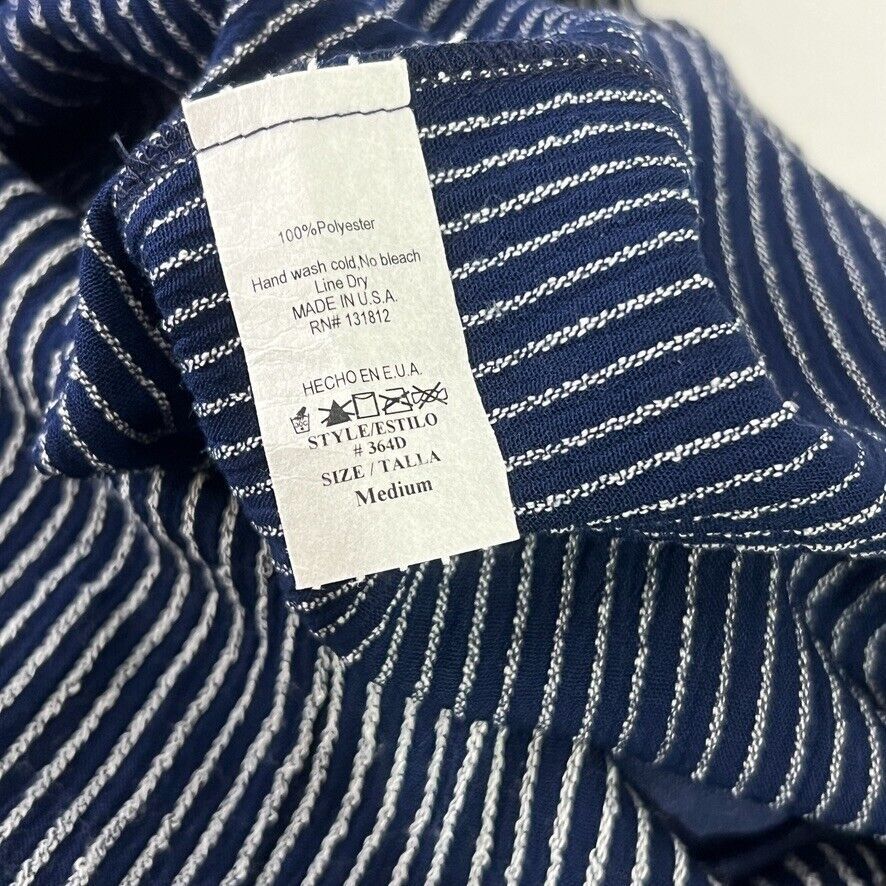 100%Polyester
Hand wash cold,No bleach
Line Dry
MADE IN U.S.A.
RN# 131812
HECHO EN E.U.A.
STYLE/ESTILO
# 364D
SIZE / TALLA
Medium